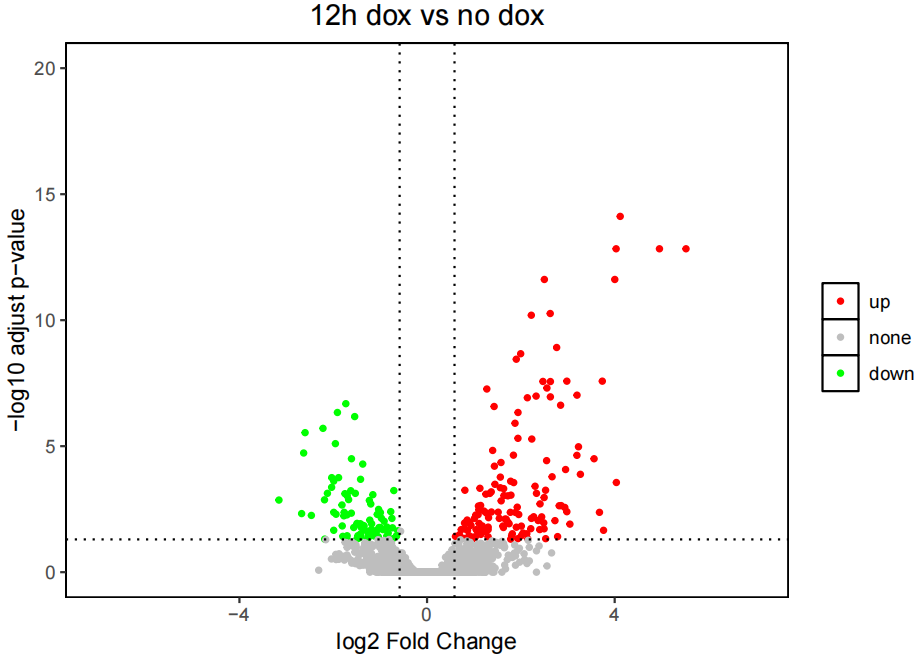 12h dox vs no dox
−log10 adjust p−value
20
15
10
5
0
−4
0
4
log2 Fold Change
up
none
down